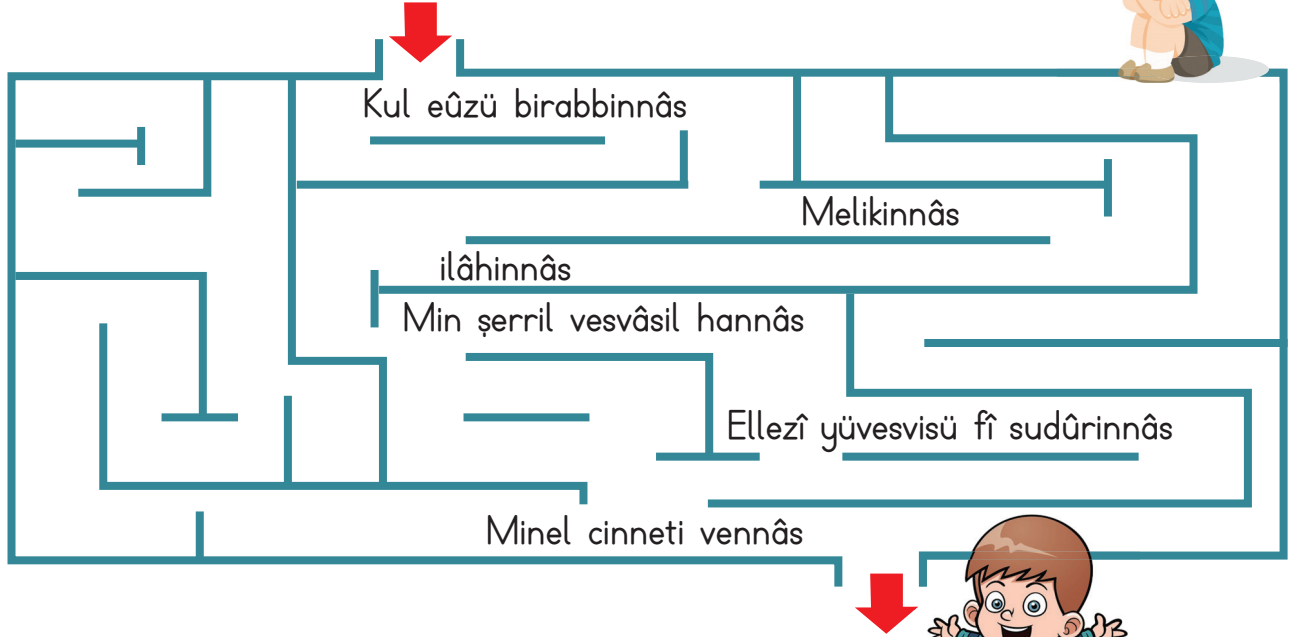 Kul eûzü birabbinnâs
Melikinnâs
ilâhinnâs
Min şerril vesvâsil hannâs
Ellezî yüvesvisü fî sudûrinnâs
Minel cinneti vennâs